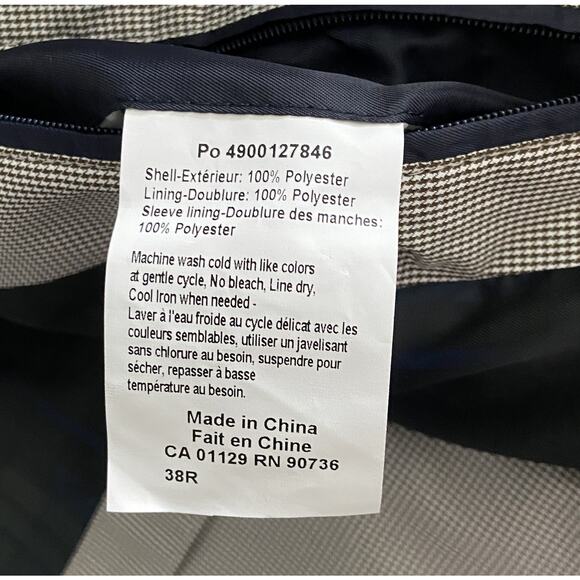 Po 4900127846
Shell-Extérieur: 100% Polyester
Lining-Doublure: 100% Polyester
Sleeve lining-Doublure des manches:
100% Polyester
Machine wash cold with like colors
at gentle cycle, No bleach, Line dry,
Cool Iron when needed -
Laver à l'eau froide au cycle délicat avec les
couleurs semblables, utiliser un javelisant
sans chlorure au besoin, suspendre pour
sécher, repasser à basse
température au besoin.
Made in China
Fait en Chine
CA 01129 RN 90736
38R